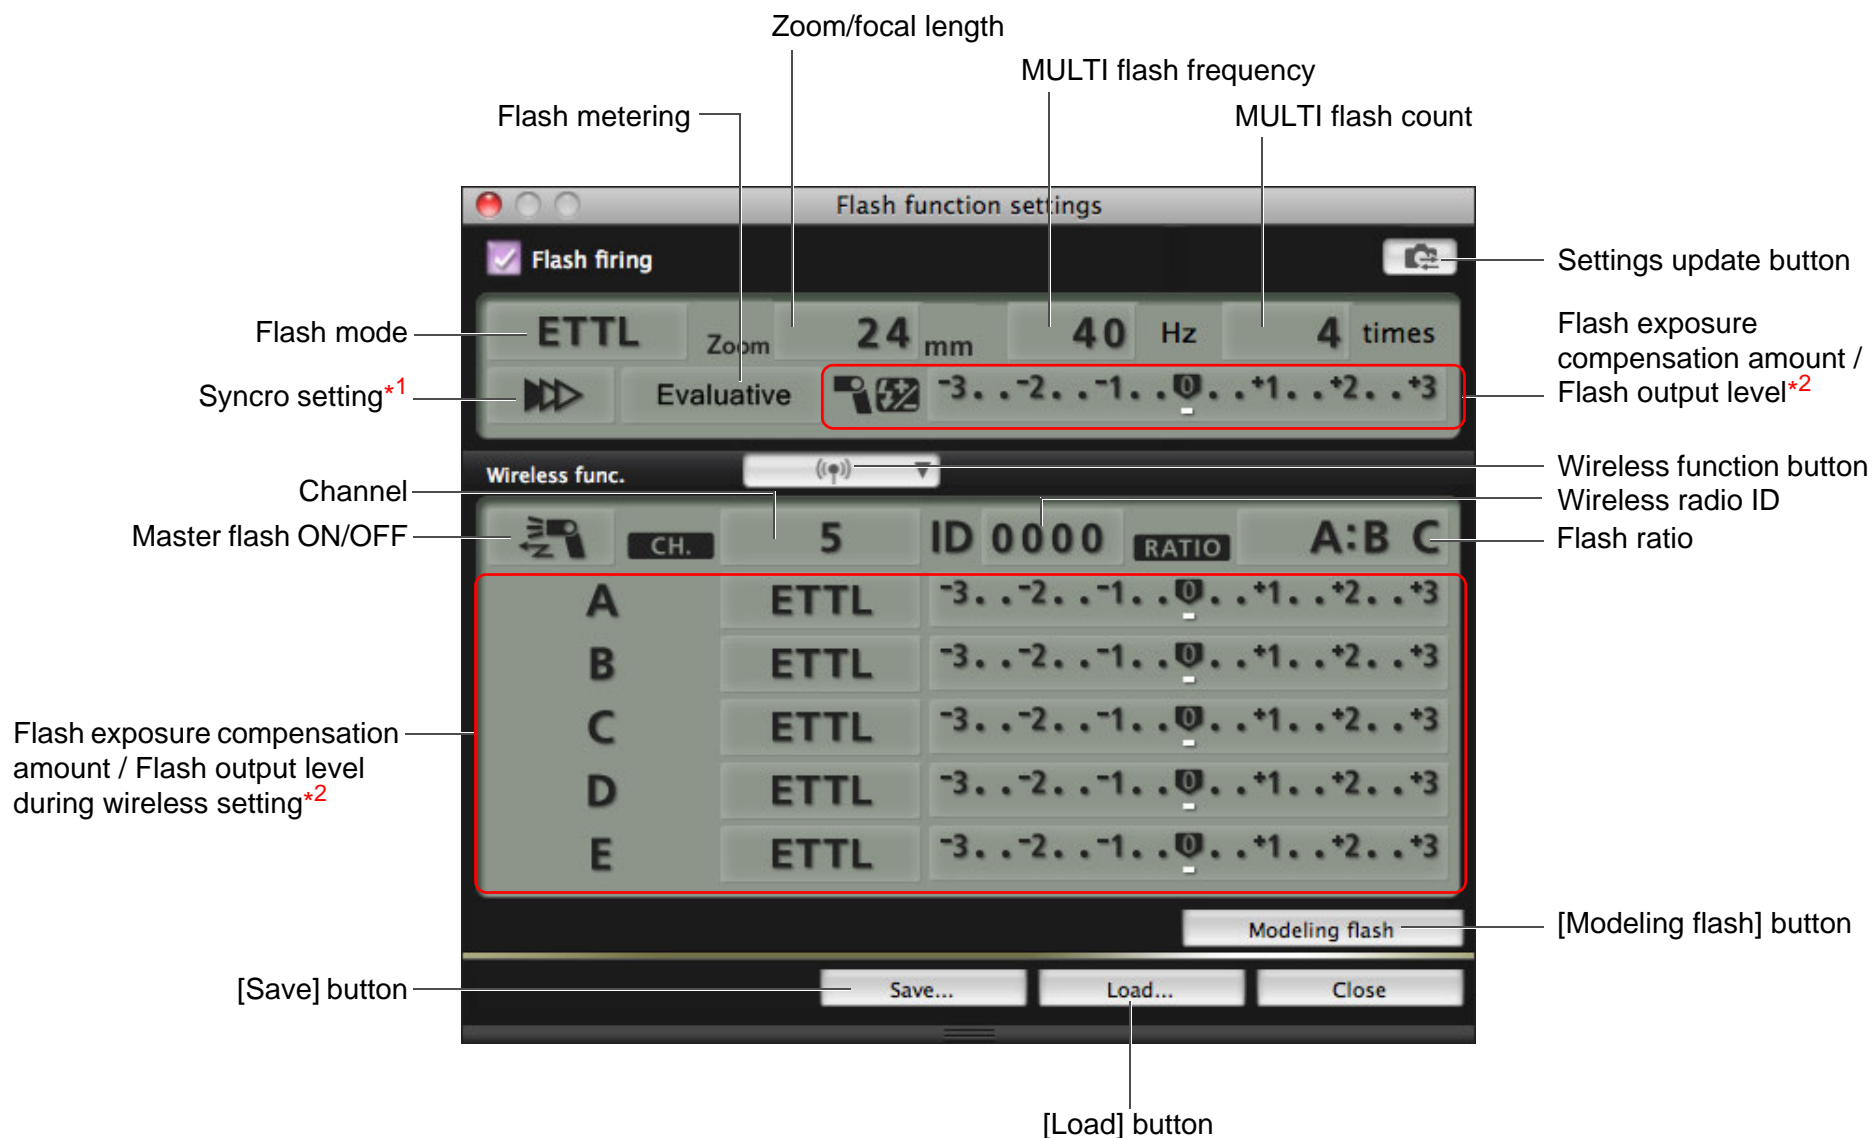 Zoom/focal length
MULTI flash frequency
Flash metering
MULTI flash count
Flash function settings
Flash firing
Settings update button
Flash mode
ETTL
Zoom
24 mm
40 Hz
4 times
Flash exposure
compensation amount /
Flash output level*2
Syncro setting*1
Evaluative
-3. .-2. .-1. .0. .+1. .+2. .+3
Wireless func.
Wireless function button
Channel
Wireless radio ID
Master flash ON/OFF
CH.
5
ID 0000
RATIO
A:B C
Flash ratio
A ETTL -3. .-2. .-1. .0. .+1. .+2. .+3
B ETTL -3. .-2. .-1. .0. .+1. .+2. .+3
C ETTL -3. .-2. .-1. .0. .+1. .+2. .+3
D ETTL -3. .-2. .-1. .0. .+1. .+2. .+3
E ETTL -3. .-2. .-1. .0. .+1. .+2. .+3
Flash exposure compensation
amount / Flash output level
during wireless setting*2
Modeling flash
[Modeling flash] button
[Save] button
Save...
Load...
Close
[Load] button